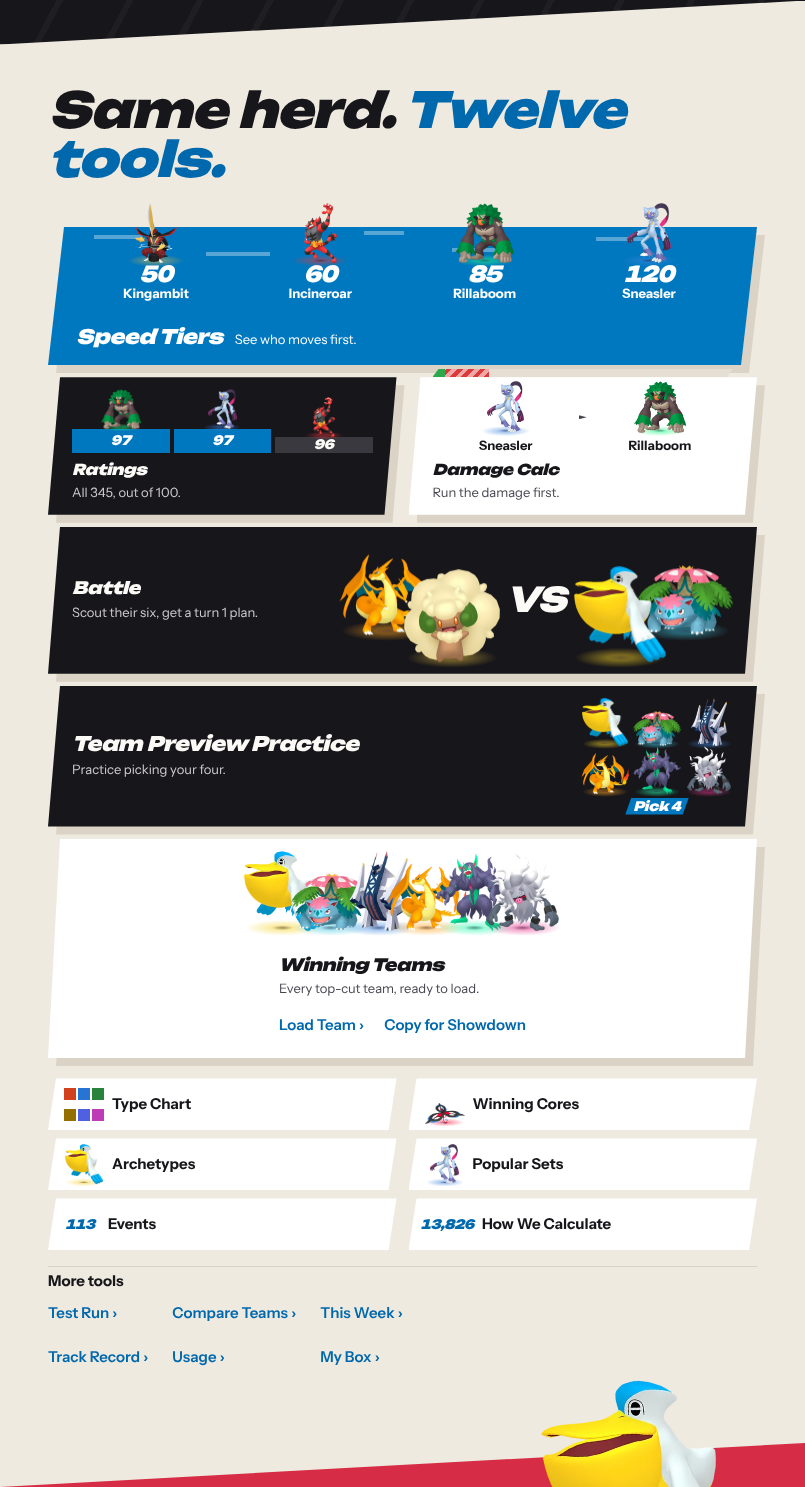 Same herd. Twelve
tools.
50
Kingambit
60
Incineroar
85
Rillaboom
120
Sneasler
Speed Tiers See who moves first.
97
97
96
Ratings
All 345, out of 100.
Sneasler
Rillaboom
Damage Calc
Run the damage first.
Battle
Scout their six, get a turn 1 plan.
VS
Team Preview Practice
Practice picking your four.
Pick 4
Winning Teams
Every top-cut team, ready to load.
Load Team › Copy for Showdown
Type Chart
Winning Cores
Archetypes
Popular Sets
113 Events
13,826 How We Calculate
More tools
Test Run › Compare Teams › This Week ›
Track Record › Usage › My Box ›